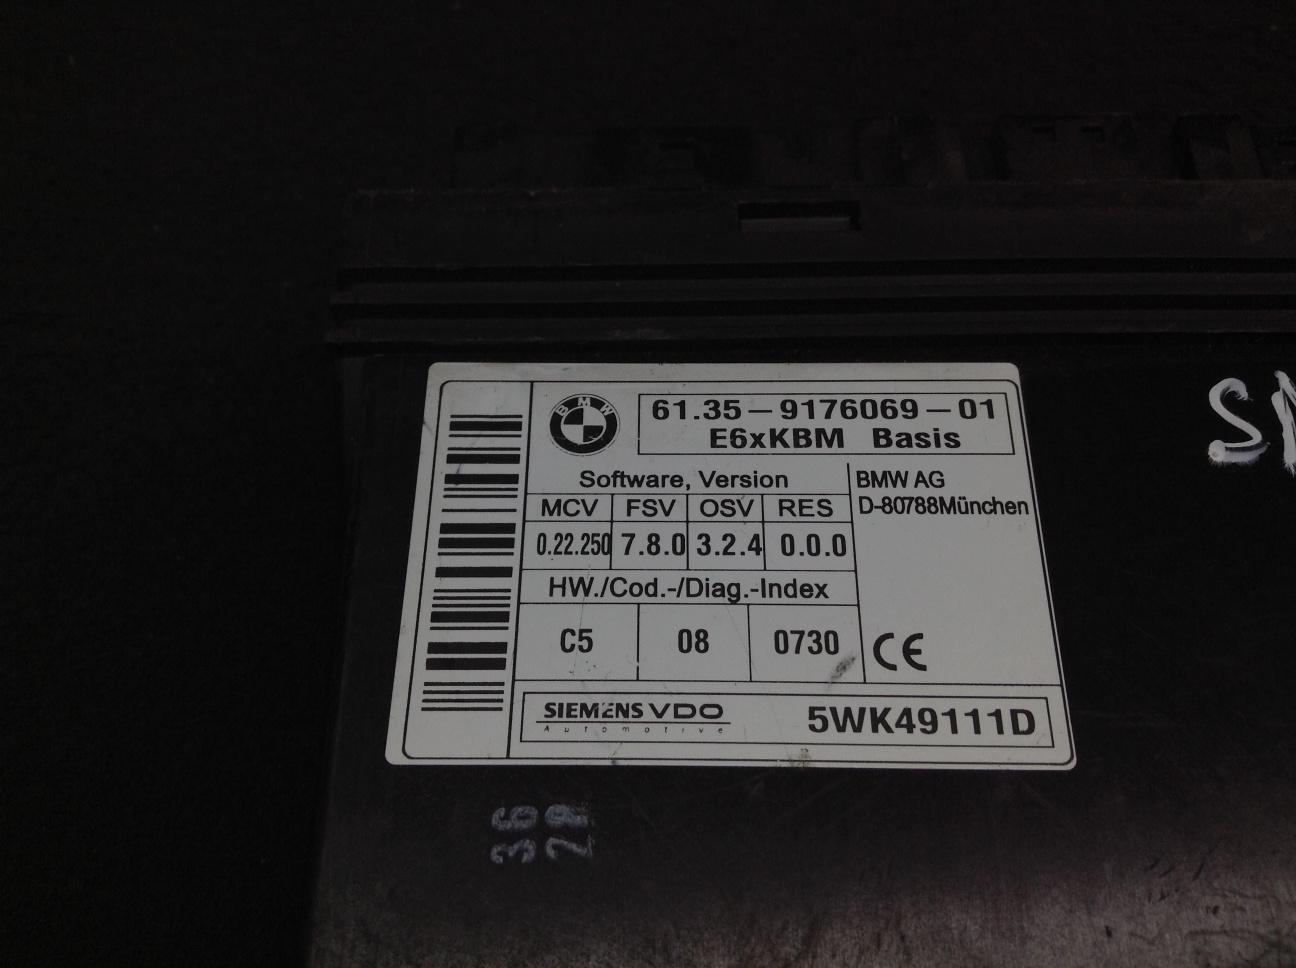 BMW
61.35-9176069-01
E6xKBM Basis
Software, Version
BMW AG
MCV FSV OSV RES
D-80788München
0.22.250 7.8.0 3.2.4 0.0.0
HW./Cod.-/Diag.-Index
C5 08 0730
CE
SIEMENS VDO
Automotive
5WK49111D
36